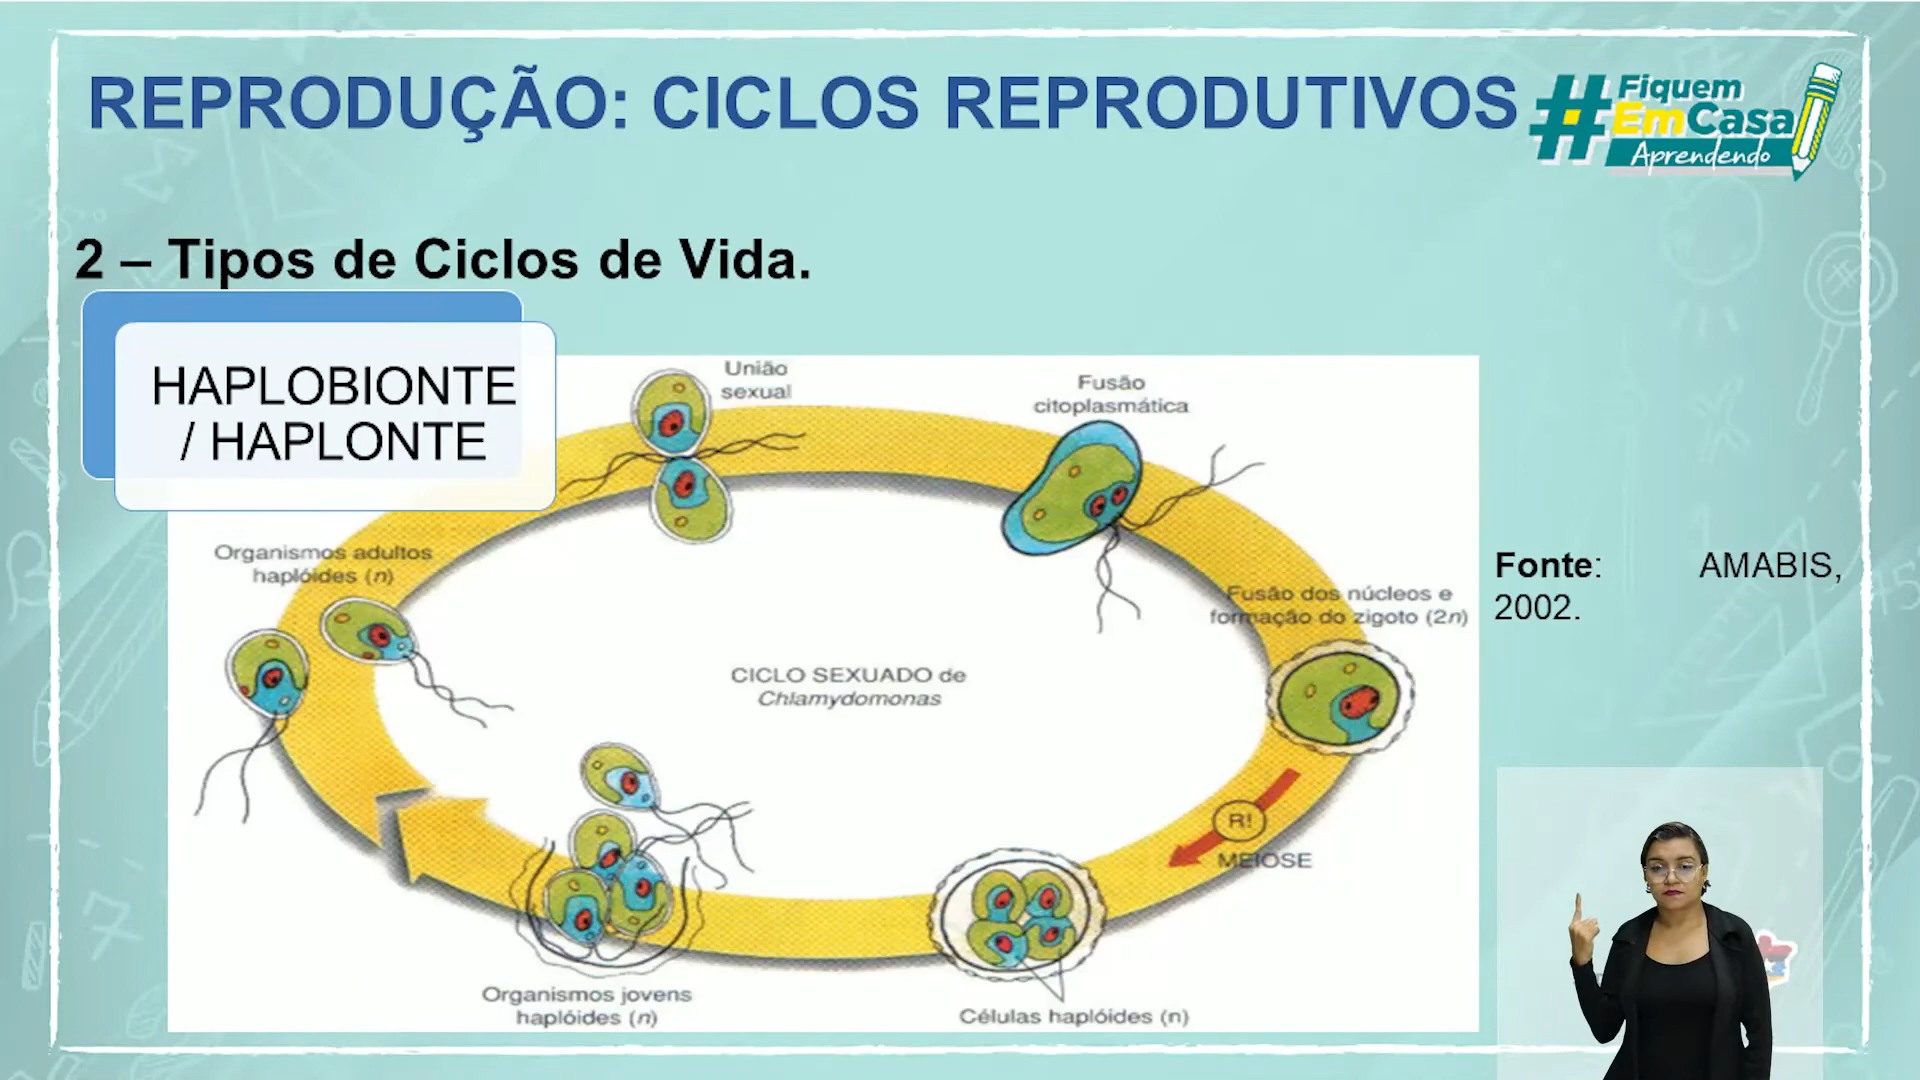 REPRODUÇÃO: CICLOS REPRODUTIVOS
#Fiquem
EmCasa
Aprendendo
2 – Tipos de Ciclos de Vida.
HAPLOBIONTE
/ HAPLONTE
União
sexual
Fusão
citoplasmática
Organismos adultos
haplóides (n)
Fusão dos núcleos e
formação do zigoto (2n)
Fonte: AMABIS,
2002.
CICLO SEXUADO de
Chlamydomonas
R!
MEIOSE
Organismos jovens
haplóides (n)
Células haplóides (n)